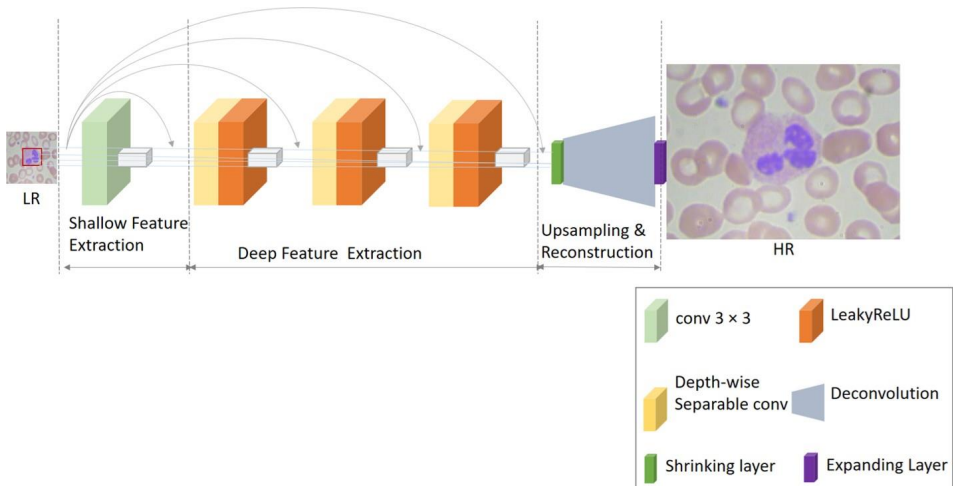 LR
Shallow Feature
Extraction
Deep Feature Extraction
Upsampling &
Reconstruction
HR
conv 3 × 3
LeakyReLU
Depth-wise
Separable conv
Deconvolution
Shrinking layer
Expanding Layer